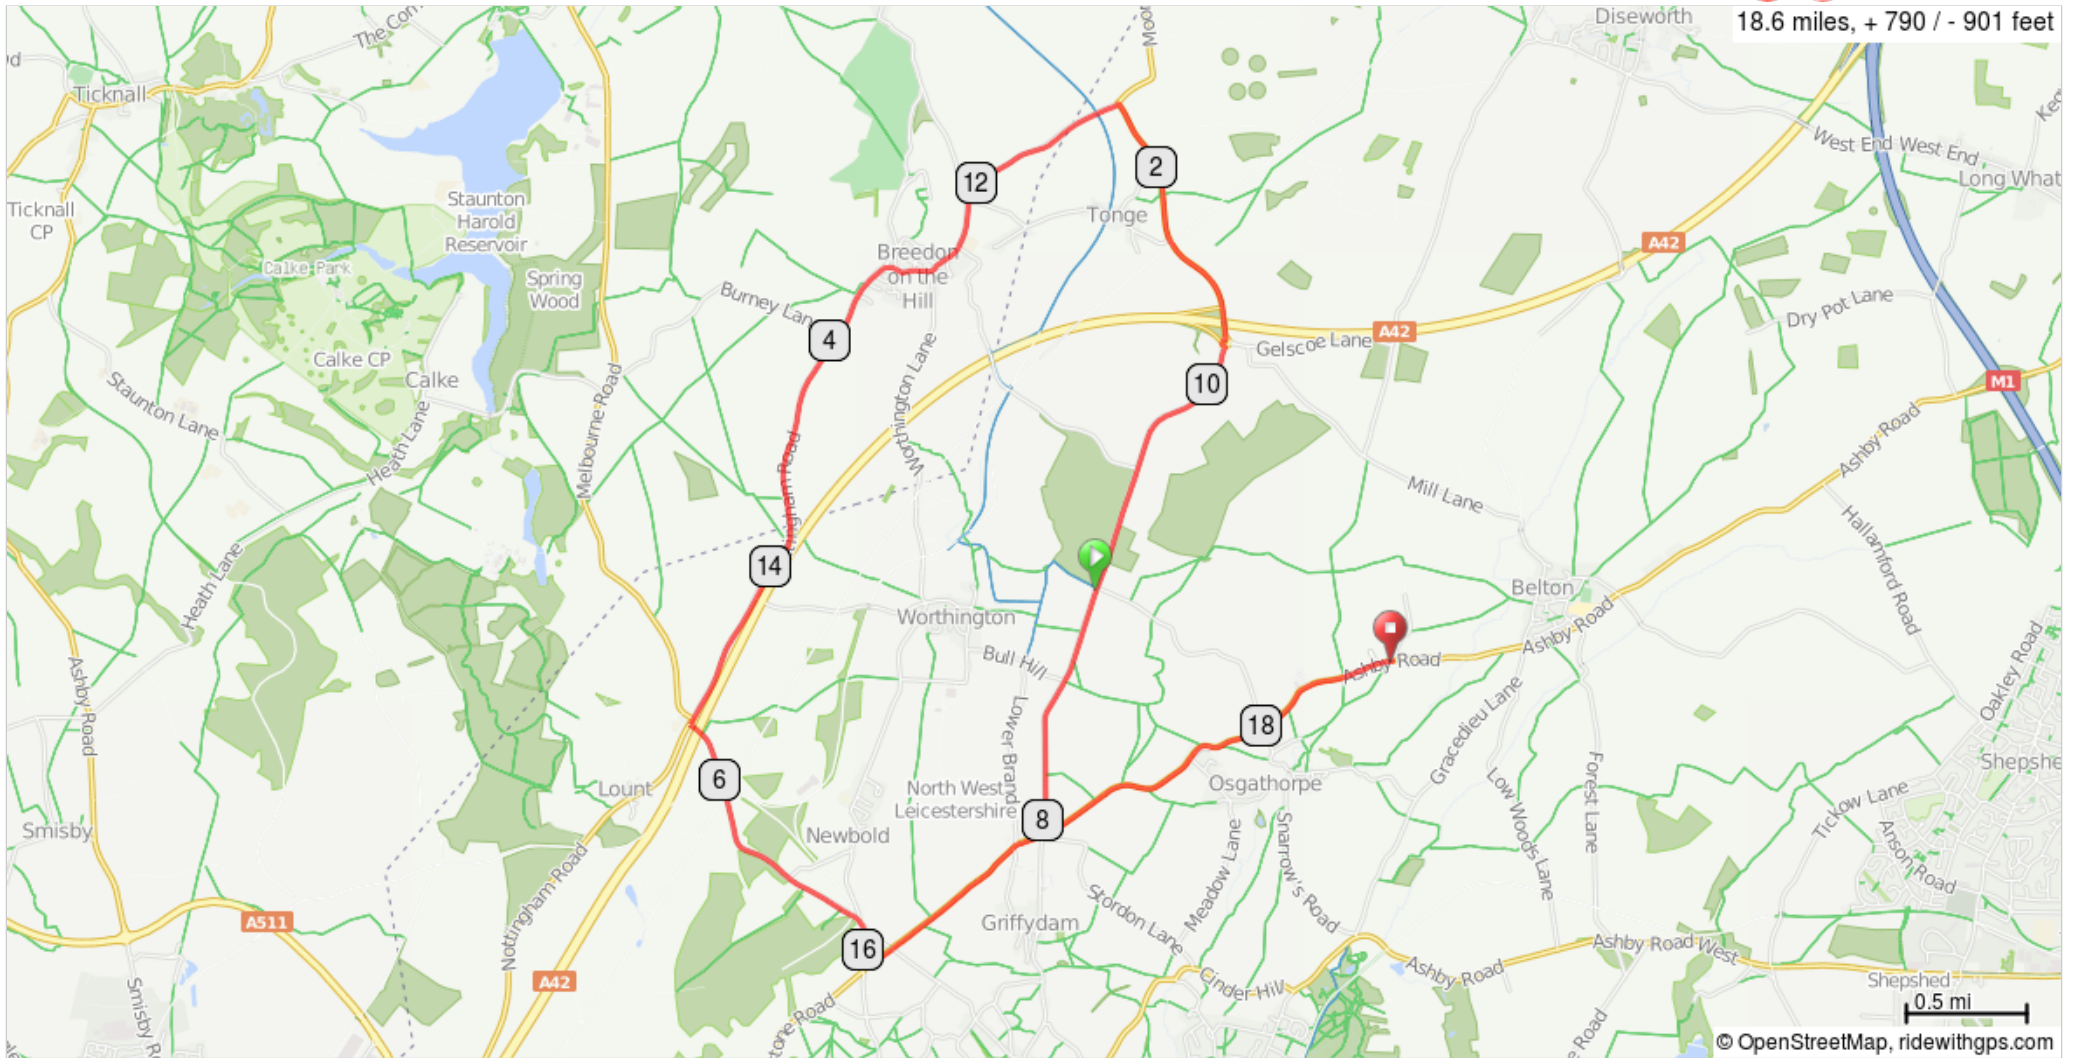 Diseworth
18.6 miles, + 790 / - 901 feet
Ticknall
West End West End
Long What
12
2
Staunton
Harold
Reservoir
Ticknall
CP
Tonge
A42
Calke Park
Spring
Wood
Breedon
on the
Hill
Burney Lan
Dry Pot Lane
4
A42
Gelscoe Lane
Calke CP
Calke
10
M1
Staunton Lane
Worthington Lane
Melbourne Road
Heath Lane
Ashby Road
Mill Lane
Hallamford Road
14
Heath Lane
Belton
Worthington
Ashby Road
Bull Hill
Ashby Road
Ashby Road
Lower Brand
18
Gracedieu Lane
Oakley Road
6
Lount
North West
Leicestershire
Osgathorpe
Shepshe
Low Woods Lane
Forest Lane
Tickow Lane
8
Smisby
Newbold
Meadow Lane
Snarrow's Road
Anson Road
Nottingham Road
A511
Griffydam
Stordon Lane
16
Ashby Road West
A42
Cinder Hill
Ashby Road
Shepshed
0.5 mi
tone Road
e Road
© OpenStreetMap, ridewithgps.com